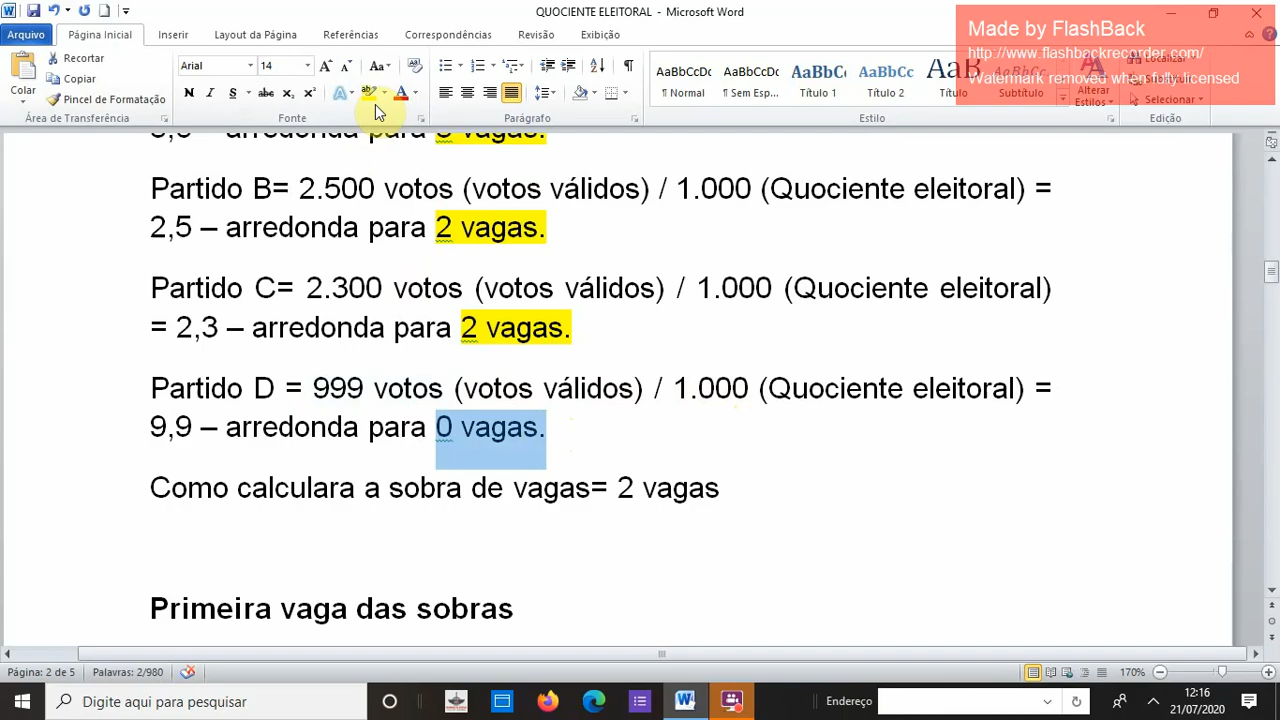 QUOCIENTE ELEITORAL - Microsoft Word
Made by FlashBack
http://www.flashbackrecorder.com/
Watermark removed when fully licensed
Arquivo Página Inicial Inserir Layout da Página Referências Correspondências Revisão Exibição
Colar
Recortar
Copiar
Pincel de Formatação
Área de Transferência
Arial 14 Aa
N I S abc X₂ X²
Fonte
Parágrafo
AaBbCcDc AaBbCcDc AaBbC AaBbCc AaB
¶ Normal ¶ Sem Esp... Título 1 Título 2 Título Subtítulo
Alterar Estilos
Estilo
Localizar
Selecionar
Edição
Partido B= 2.500 votos (votos válidos) / 1.000 (Quociente eleitoral) =
2,5 – arredonda para 2 vagas.
Partido C= 2.300 votos (votos válidos) / 1.000 (Quociente eleitoral)
= 2,3 – arredonda para 2 vagas.
Partido D = 999 votos (votos válidos) / 1.000 (Quociente eleitoral) =
9,9 – arredonda para 0 vagas.
Como calculara a sobra de vagas= 2 vagas
Primeira vaga das sobras
Página: 2 de 5 Palavras: 2/980 170%
Digite aqui para pesquisar
Endereço
12:16
21/07/2020